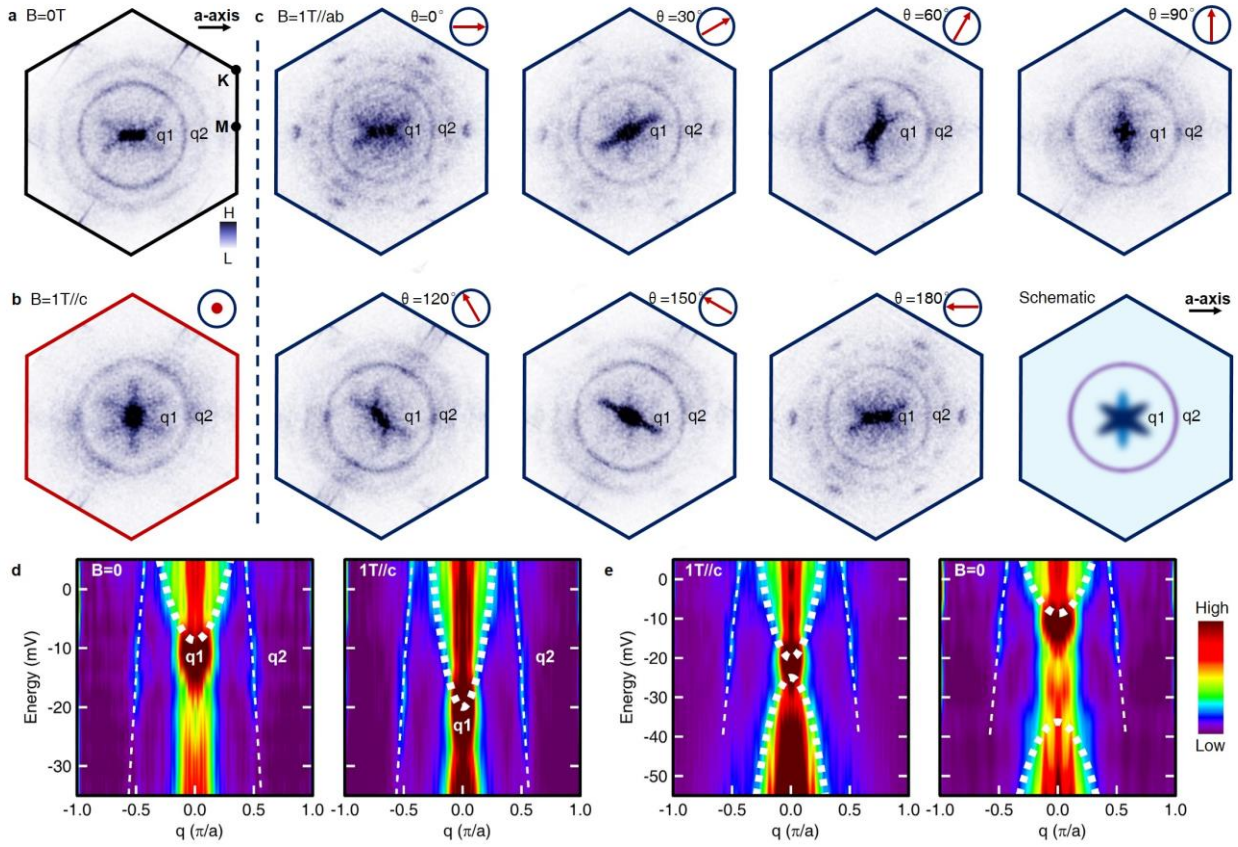 a B=0T a-axis
K
M q1 q2
H
L
c B=1T//ab θ=0° θ=30° θ=60° θ=90°
q1 q2 q1 q2 q1 q2 q1 q2
b B=1T//c θ=120° θ=150° θ=180° Schematic a-axis
q1 q2 q1 q2 q1 q2 q1 q2 q1 q2
d B=0 1T//c
Energy (mV)
0
-10
-20
-30
q1 q2
q2
q1
-1.0 -0.5 0.0 0.5 1.0
q (π/a)
-1.0 -0.5 0.0 0.5 1.0
q (π/a)
e 1T//c B=0
Energy (mV)
0
-10
-20
-30
-40
-50
-1.0 -0.5 0.0 0.5 1.0
q (π/a)
-1.0 -0.5 0.0 0.5 1.0
q (π/a)
High
Low